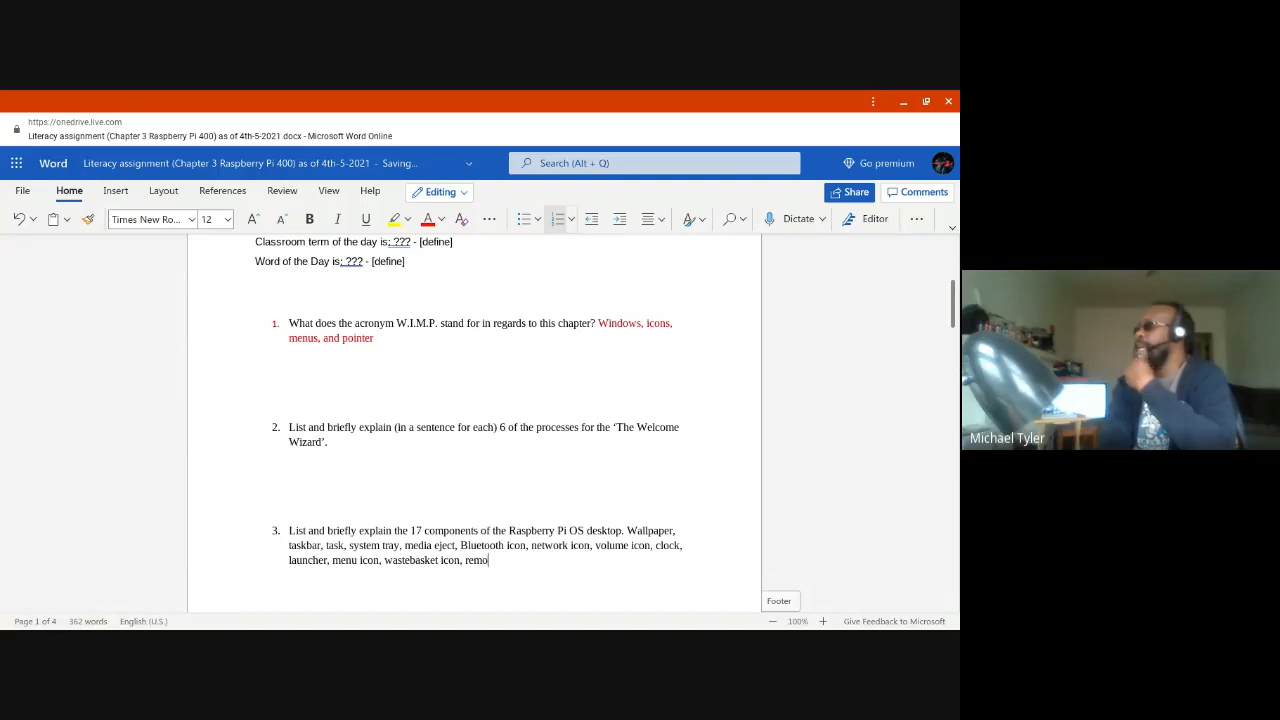 https://onedrive.live.com
Literacy assignment (Chapter 3 Raspberry Pi 400) as of 4th-5-2021.docx - Microsoft Word Online
Word Literacy assignment (Chapter 3 Raspberry Pi 400) as of 4th-5-2021 - Saving... Search (Alt + Q) Go premium
File Home Insert Layout References Review View Help Editing Share Comments
Times New Ro... 12 Dictate Editor
Classroom term of the day is: ??? - [define]
Word of the Day is: ??? - [define]
1. What does the acronym W.I.M.P. stand for in regards to this chapter? Windows, icons,
menus, and pointer
2. List and briefly explain (in a sentence for each) 6 of the processes for the ‘The Welcome
Wizard’.
3. List and briefly explain the 17 components of the Raspberry Pi OS desktop. Wallpaper,
taskbar, task, system tray, media eject, Bluetooth icon, network icon, volume icon, clock,
launcher, menu icon, wastebasket icon, remo
Footer
Page 1 of 4 362 words English (U.S.) 100% Give Feedback to Microsoft
Michael Tyler